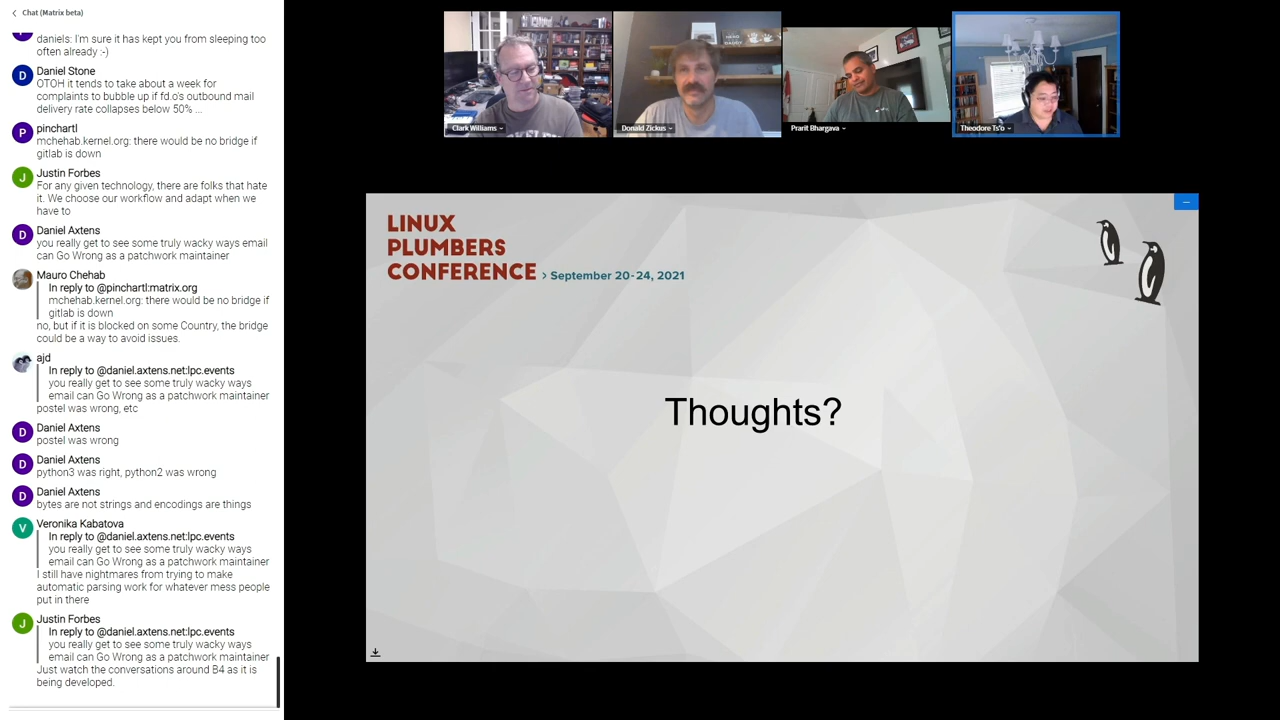 Chat (Matrix beta)
daniels: I'm sure it has kept you from sleeping too
often already :-)
D
Daniel Stone
OTOH it tends to take about a week for
complaints to bubble up if fd.o's outbound mail
delivery rate collapses below 50% ...
P
pinchartl
mchehab.kernel.org: there would be no bridge if
gitlab is down
J
Justin Forbes
For any given technology, there are folks that hate
it. We choose our workflow and adapt when we
have to
D
Daniel Axtens
you really get to see some truly wacky ways email
can Go Wrong as a patchwork maintainer
Mauro Chehab
In reply to @pinchartl:matrix.org
mchehab.kernel.org: there would be no bridge if
gitlab is down
no, but if it is blocked on some Country, the bridge
could be a way to avoid issues.
ajd
In reply to @daniel.axtens.net:lpc.events
you really get to see some truly wacky ways
email can Go Wrong as a patchwork maintainer
postel was wrong, etc
D
Daniel Axtens
postel was wrong
D
Daniel Axtens
python3 was right, python2 was wrong
D
Daniel Axtens
bytes are not strings and encodings are things
V
Veronika Kabatova
In reply to @daniel.axtens.net:lpc.events
you really get to see some truly wacky ways
email can Go Wrong as a patchwork maintainer
I still have nightmares from trying to make
automatic parsing work for whatever mess people
put in there
J
Justin Forbes
In reply to @daniel.axtens.net:lpc.events
you really get to see some truly wacky ways
email can Go Wrong as a patchwork maintainer
Just watch the conversations around B4 as it is
being developed.
Clark Williams
Donald Zickus
Prarit Bhargava
Theodore Ts'o
LINUX
PLUMBERS
CONFERENCE > September 20-24, 2021
Thoughts?